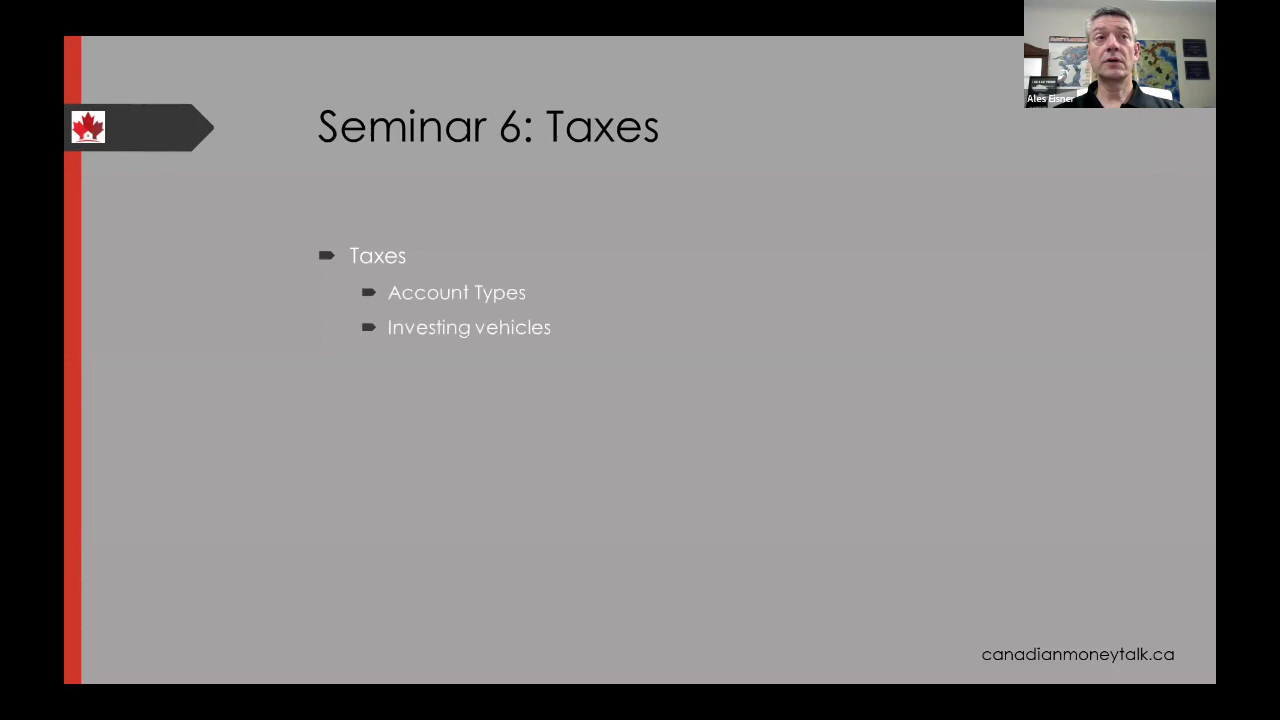 Ales Eisner
Seminar 6: Taxes
Taxes
Account Types
Investing vehicles
canadianmoneytalk.ca